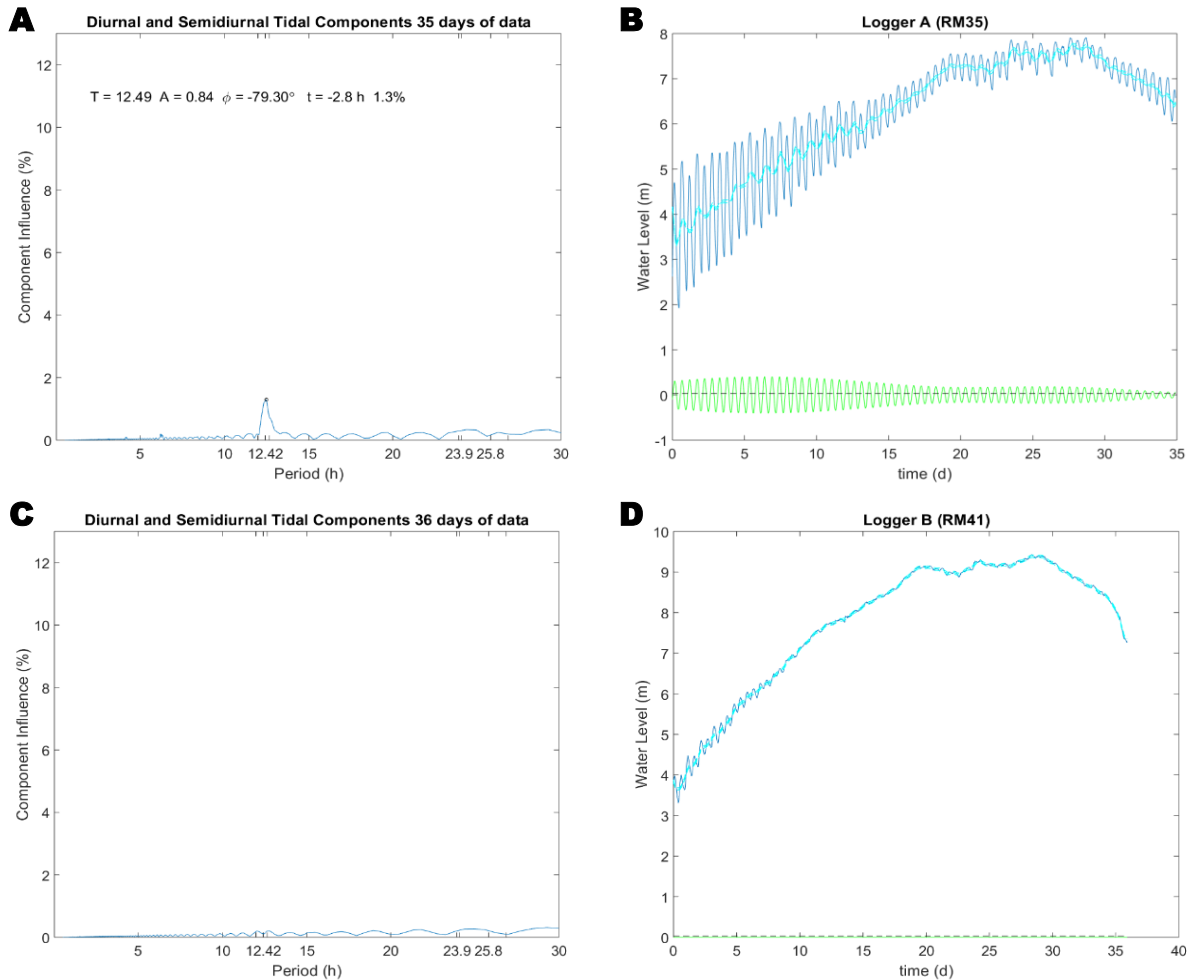 A
Diurnal and Semidiurnal Tidal Components 35 days of data
T = 12.49 A = 0.84 ϕ = -79.30° t = -2.8 h 1.3%
Component Influence (%)
12
10
8
6
4
2
0
5 10 12.42 15 20 23.9 25.8 30
Period (h)
B
Logger A (RM35)
Water Level (m)
8
7
6
5
4
3
2
1
0
-1
0 5 10 15 20 25 30 35
time (d)
C
Diurnal and Semidiurnal Tidal Components 36 days of data
Component Influence (%)
12
10
8
6
4
2
0
5 10 12.42 15 20 23.9 25.8 30
Period (h)
D
Logger B (RM41)
Water Level (m)
10
9
8
7
6
5
4
3
2
1
0
0 5 10 15 20 25 30 35 40
time (d)